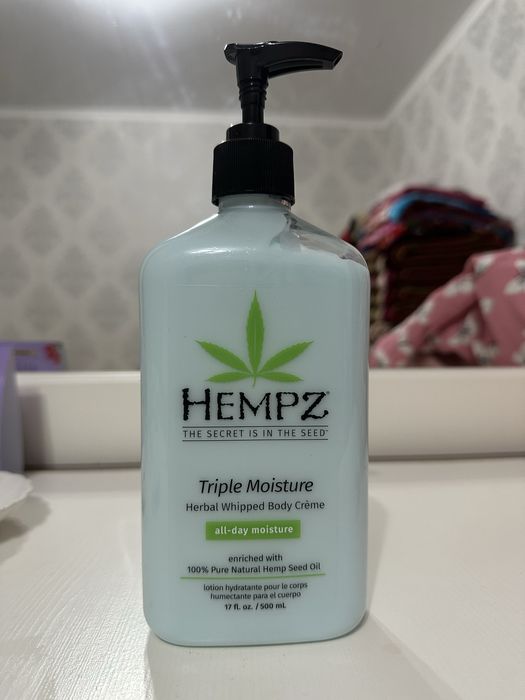 HEMPZ®
THE SECRET IS IN THE SEED™
Triple Moisture
Herbal Whipped Body Crème
all-day moisture
enriched with
100% Pure Natural Hemp Seed Oil
lotion hydratante pour le corps
humectante para el cuerpo
17 fl. oz. / 500 mL